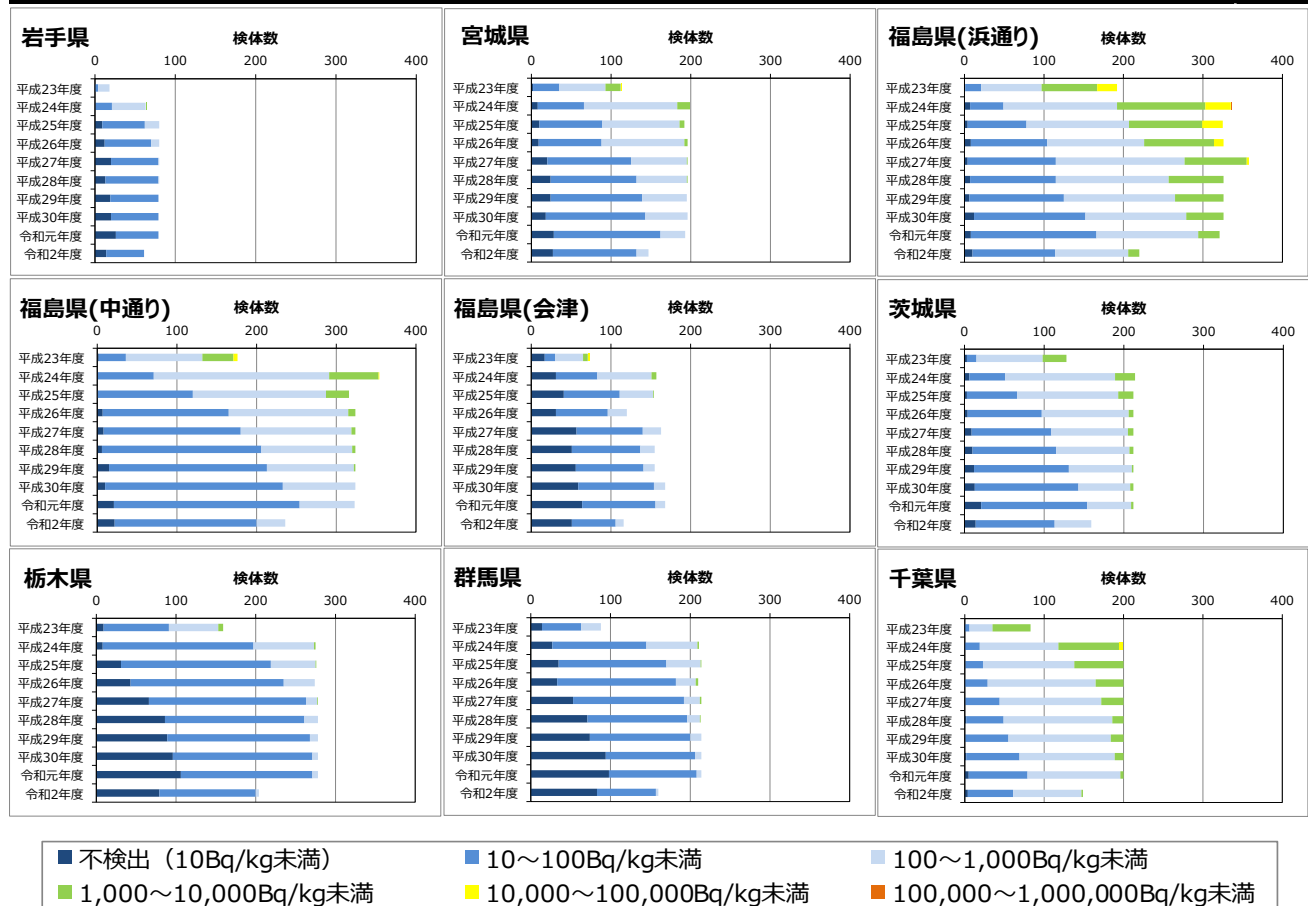 岩手県 検体数
0 100 200 300 400
平成23年度
平成24年度
平成25年度
平成26年度
平成27年度
平成28年度
平成29年度
平成30年度
令和元年度
令和2年度
宮城県 検体数
0 100 200 300 400
平成23年度
平成24年度
平成25年度
平成26年度
平成27年度
平成28年度
平成29年度
平成30年度
令和元年度
令和2年度
福島県(浜通り) 検体数
0 100 200 300 400
平成23年度
平成24年度
平成25年度
平成26年度
平成27年度
平成28年度
平成29年度
平成30年度
令和元年度
令和2年度
福島県(中通り) 検体数
0 100 200 300 400
平成23年度
平成24年度
平成25年度
平成26年度
平成27年度
平成28年度
平成29年度
平成30年度
令和元年度
令和2年度
福島県(会津) 検体数
0 100 200 300 400
平成23年度
平成24年度
平成25年度
平成26年度
平成27年度
平成28年度
平成29年度
平成30年度
令和元年度
令和2年度
茨城県 検体数
0 100 200 300 400
平成23年度
平成24年度
平成25年度
平成26年度
平成27年度
平成28年度
平成29年度
平成30年度
令和元年度
令和2年度
栃木県 検体数
0 100 200 300 400
平成23年度
平成24年度
平成25年度
平成26年度
平成27年度
平成28年度
平成29年度
平成30年度
令和元年度
令和2年度
群馬県 検体数
0 100 200 300 400
平成23年度
平成24年度
平成25年度
平成26年度
平成27年度
平成28年度
平成29年度
平成30年度
令和元年度
令和2年度
千葉県 検体数
0 100 200 300 400
平成23年度
平成24年度
平成25年度
平成26年度
平成27年度
平成28年度
平成29年度
平成30年度
令和元年度
令和2年度
不検出（10Bq/kg未満） 10～100Bq/kg未満 100～1,000Bq/kg未満
1,000～10,000Bq/kg未満 10,000～100,000Bq/kg未満 100,000～1,000,000Bq/kg未満